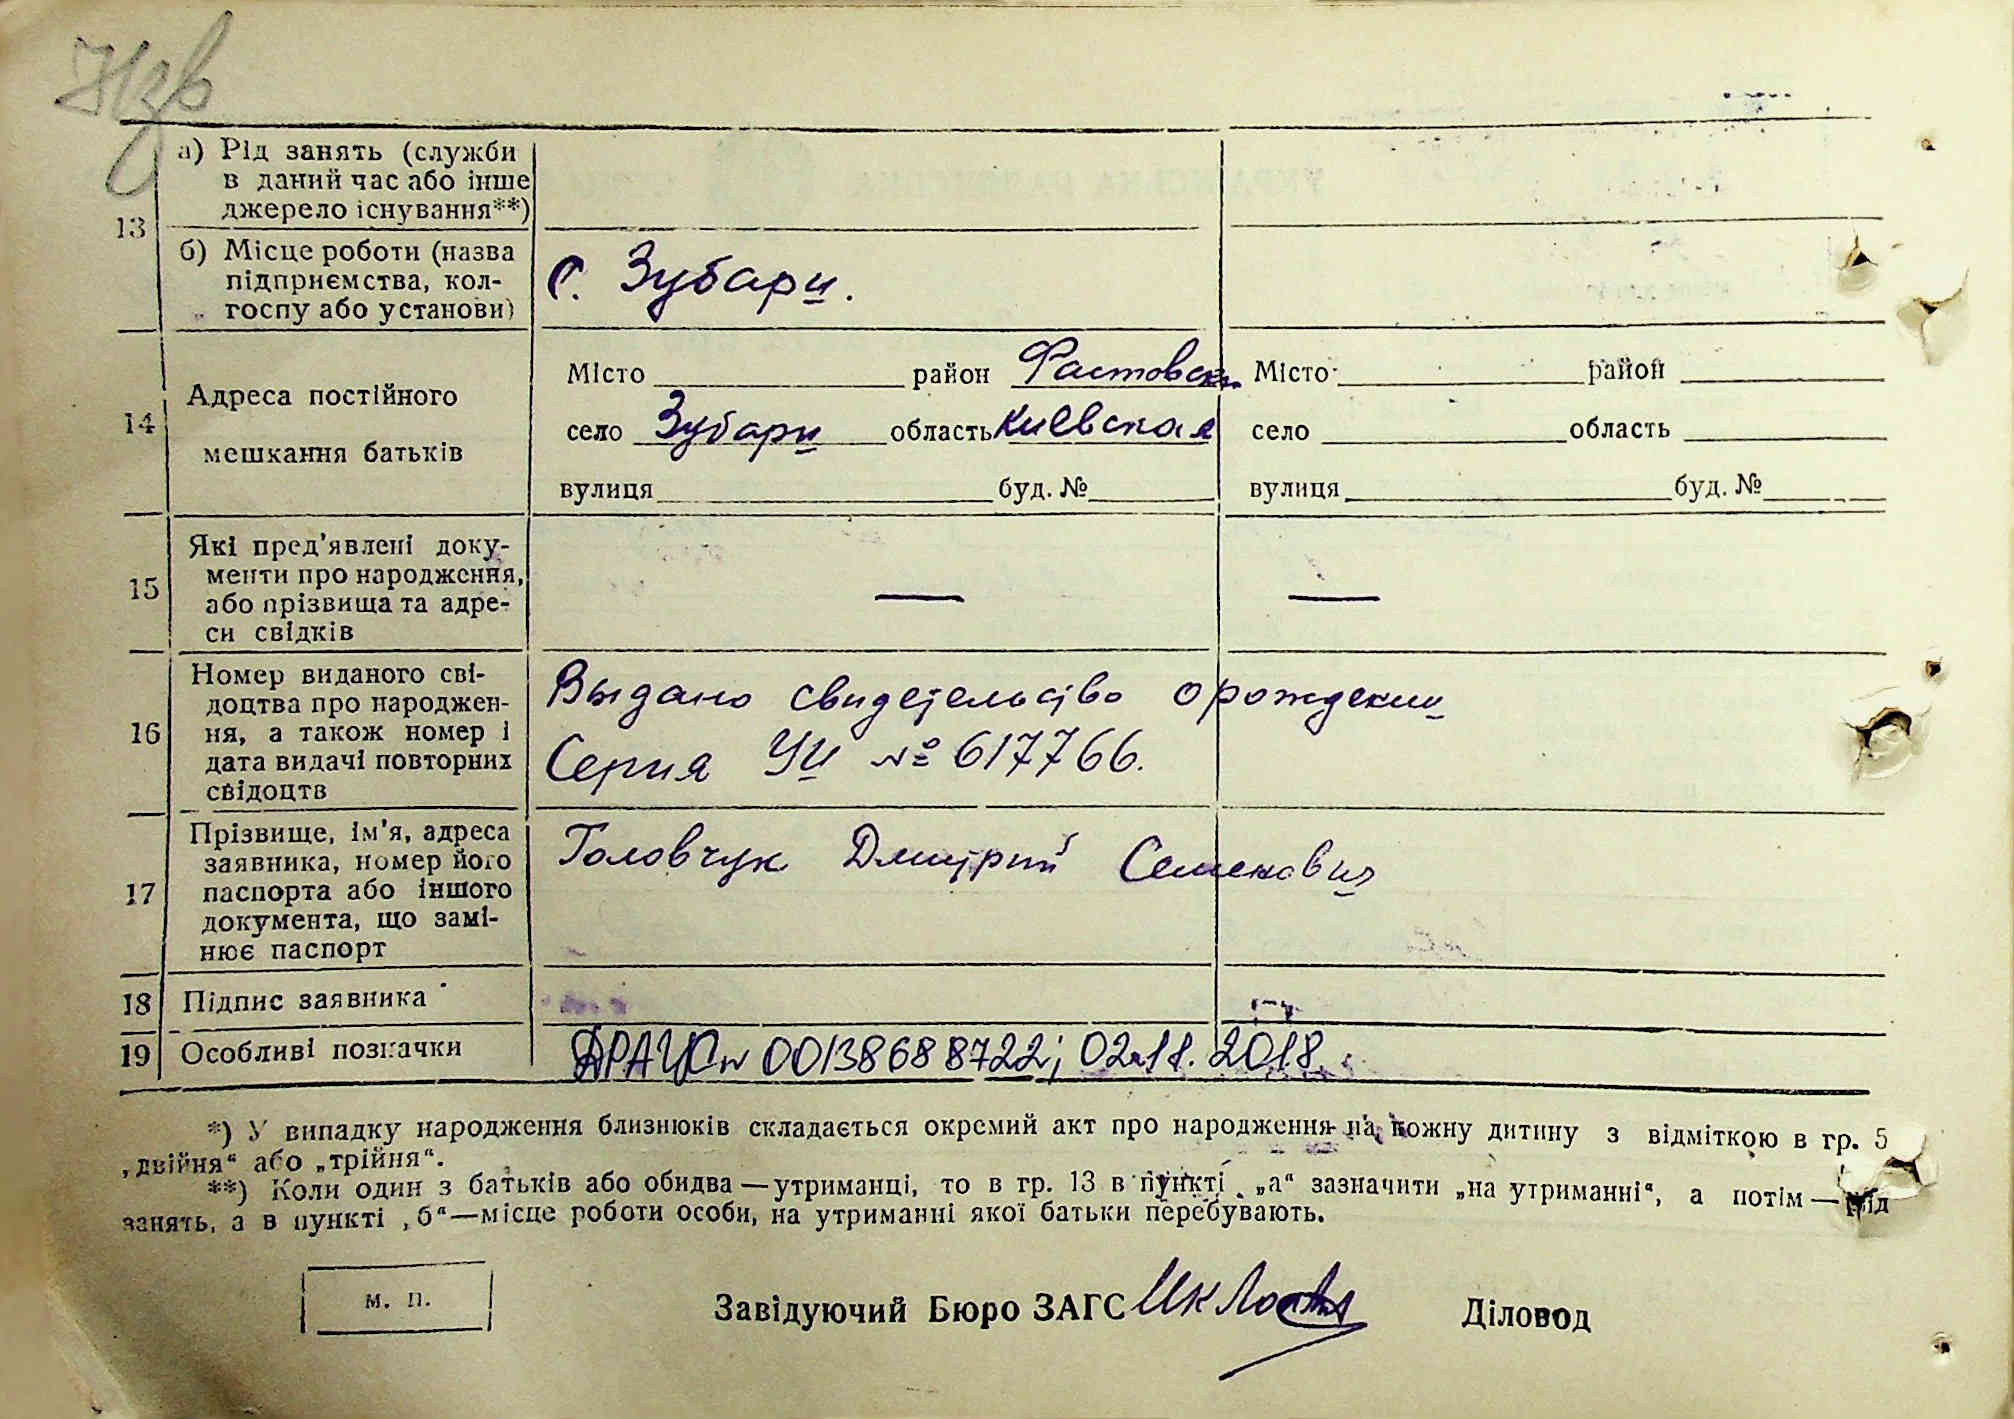 13
а) Рід занять (служби
в даний час або інше
джерело існування**)
б) Місце роботи (назва
підприємства, кол-
госпу або установи)
с. Зубари.
14
Адреса постійного
мешкання батьків
Місто район Фастовски
село Зубари область Киевская
вулиця буд. №
Місто район
село область
вулиця буд. №
15
Які пред'явлені доку-
менти про народження,
або прізвища та адре-
си свідків
— —
16
Номер виданого сві-
доцтва про народжен-
ня, а також номер і
дата видачі повторних
свідоцтв
Выдано свидетельство о рождении
Серия УИ № 617766.
17
Прізвище, ім'я, адреса
заявника, номер його
паспорта або іншого
документа, що замі-
нює паспорт
Головчук Дмитрий Семенович
18 Підпис заявника
19 Особливі позначки
ДРАЦСг 00138688722; 02.11.2018.
*) У випадку народження близнюків складається окремий акт про народження на кожну дитину з відміткою в гр. 5
„двійня“ або „трійня“.
**) Коли один з батьків або обидва—утриманці, то в гр. 13 в пункті „а“ зазначити „на утриманні“, а потім—рід
занять, а в пункті „б“—місце роботи особи, на утриманні якої батьки перебувають.
м. п.
Завідуючий Бюро ЗАГС
Діловод